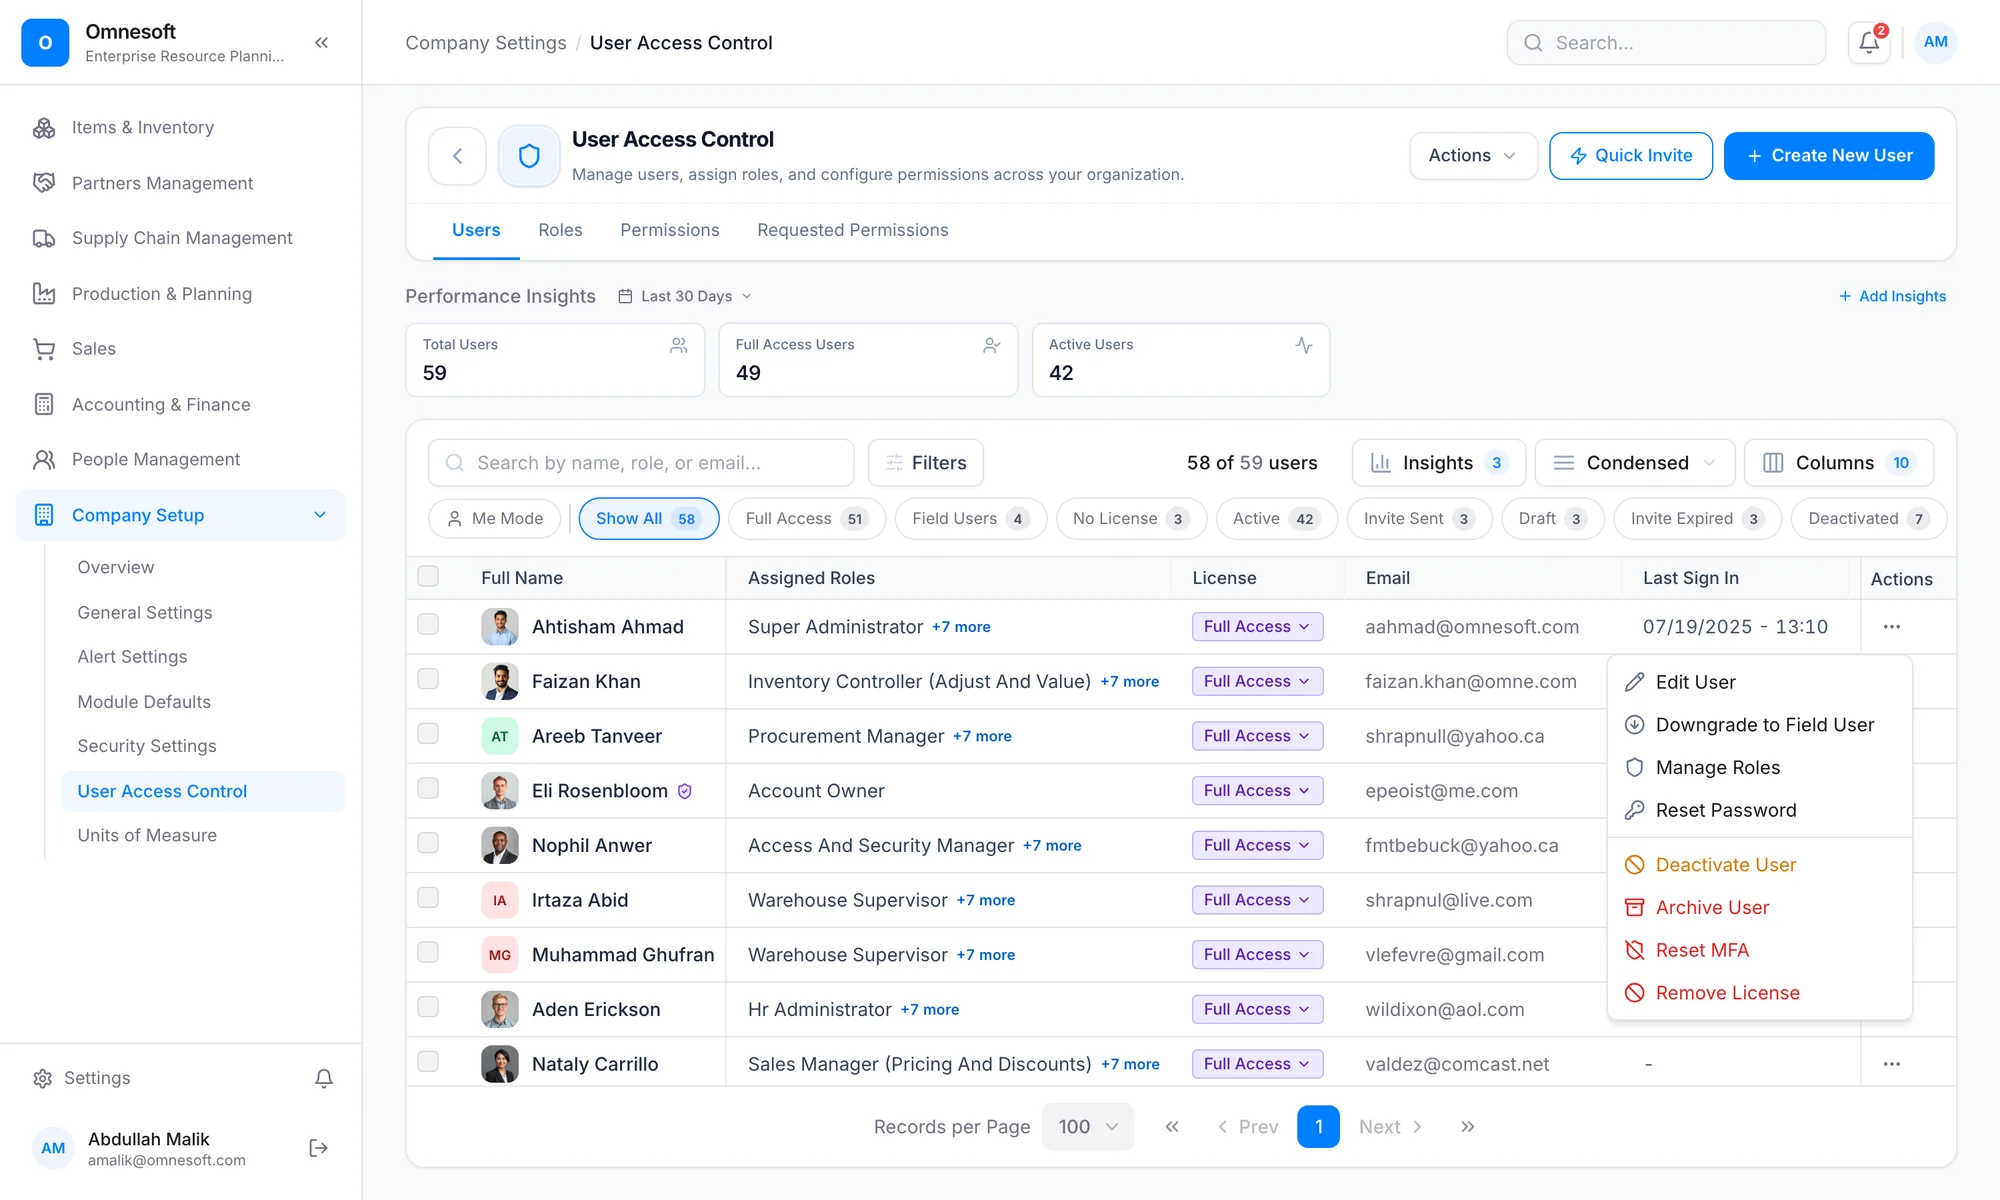 O
Omnesoft
Enterprise Resource Planni...
Items & Inventory
Partners Management
Supply Chain Management
Production & Planning
Sales
Accounting & Finance
People Management
Company Setup
Overview
General Settings
Alert Settings
Module Defaults
Security Settings
User Access Control
Units of Measure
Settings
AM
Abdullah Malik
amalik@omnesoft.com
Company Settings / User Access Control
Search...
2
AM
User Access Control
Manage users, assign roles, and configure permissions across your organization.
Actions
Quick Invite
+ Create New User
Users Roles Permissions Requested Permissions
Performance Insights Last 30 Days
+ Add Insights
Total Users
59
Full Access Users
49
Active Users
42
Search by name, role, or email...
Filters
58 of 59 users
Insights 3
Condensed
Columns 10
Me Mode
Show All 58
Full Access 51
Field Users 4
No License 3
Active 42
Invite Sent 3
Draft 3
Invite Expired 3
Deactivated 7
Full Name Assigned Roles License Email Last Sign In Actions
Ahtisham Ahmad Super Administrator +7 more Full Access aahmad@omnesoft.com 07/19/2025 - 13:10 ...
Faizan Khan Inventory Controller (Adjust And Value) +7 more Full Access faizan.khan@omne.com
AT Areeb Tanveer Procurement Manager +7 more Full Access shrapnull@yahoo.ca
Eli Rosenbloom Account Owner Full Access epeoist@me.com
Nophil Anwer Access And Security Manager +7 more Full Access fmtbebuck@yahoo.ca
IA Irtaza Abid Warehouse Supervisor +7 more Full Access shrapnul@live.com
MG Muhammad Ghufran Warehouse Supervisor +7 more Full Access vlefevre@gmail.com
Aden Erickson Hr Administrator +7 more Full Access wildixon@aol.com
Nataly Carrillo Sales Manager (Pricing And Discounts) +7 more Full Access valdez@comcast.net - ...
Edit User
Downgrade to Field User
Manage Roles
Reset Password
Deactivate User
Archive User
Reset MFA
Remove License
Records per Page 100 « ‹ Prev 1 Next › »